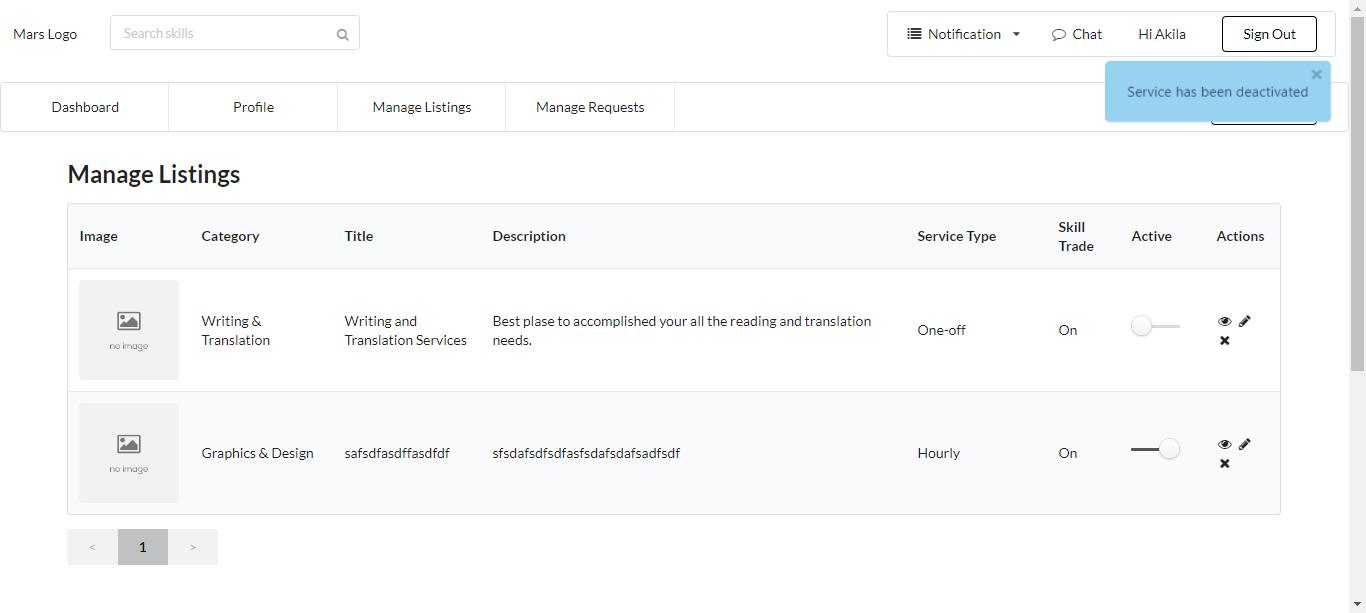 Mars Logo
Search skills
Notification
Chat
Hi Akila
Sign Out
Service has been deactivated
Dashboard
Profile
Manage Listings
Manage Requests
Manage Listings
Image
Category
Title
Description
Service Type
Skill
Trade
Active
Actions
no image
Writing &
Translation
Writing and
Translation Services
Best plase to accomplished your all the reading and translation
needs.
One-off
On
no image
Graphics & Design
safsdfasdffasdfdf
sfsdafsdfsdfasfsdafsdafsadfsdf
Hourly
On
<
1
>